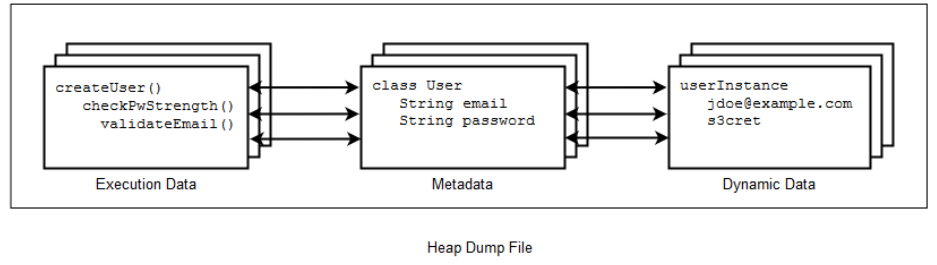 createUser()
checkPwStrength()
validateEmail()
Execution Data
class User
String email
String password
Metadata
userInstance
jdoe@example.com
s3cret
Dynamic Data
Heap Dump File